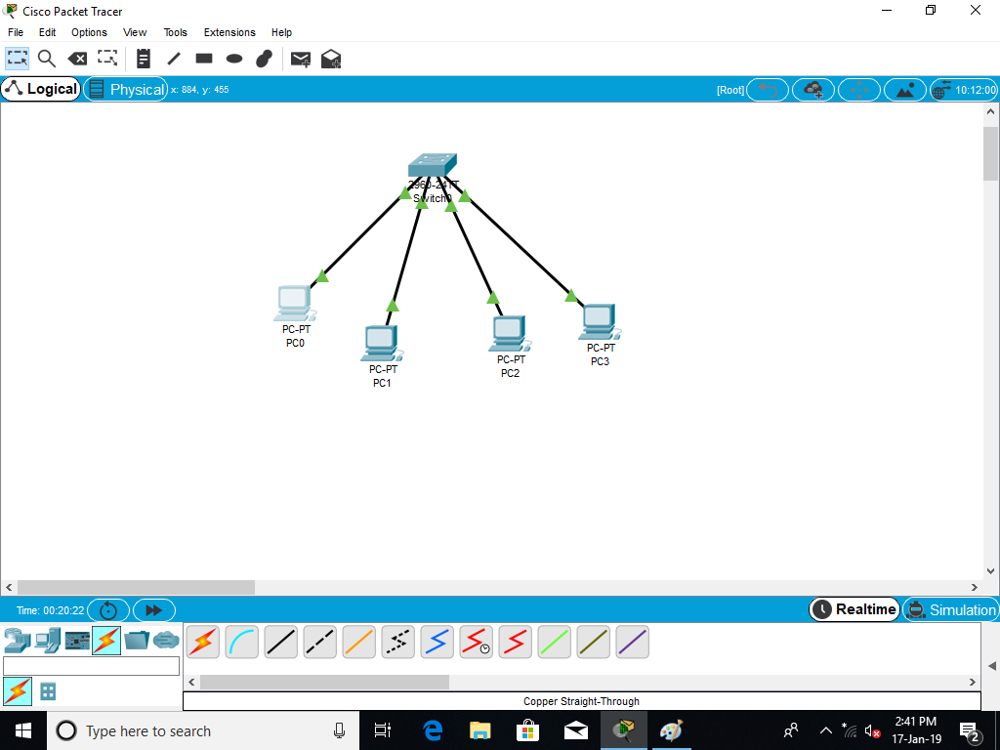 Cisco Packet Tracer
File Edit Options View Tools Extensions Help
Logical Physical x: 884, y: 455 [Root] 10:12:00
2960-24TT
Switch0
PC-PT
PC0
PC-PT
PC1
PC-PT
PC2
PC-PT
PC3
Time: 00:20:22 Realtime Simulation
Copper Straight-Through
Type here to search
2:41 PM
17-Jan-19
2